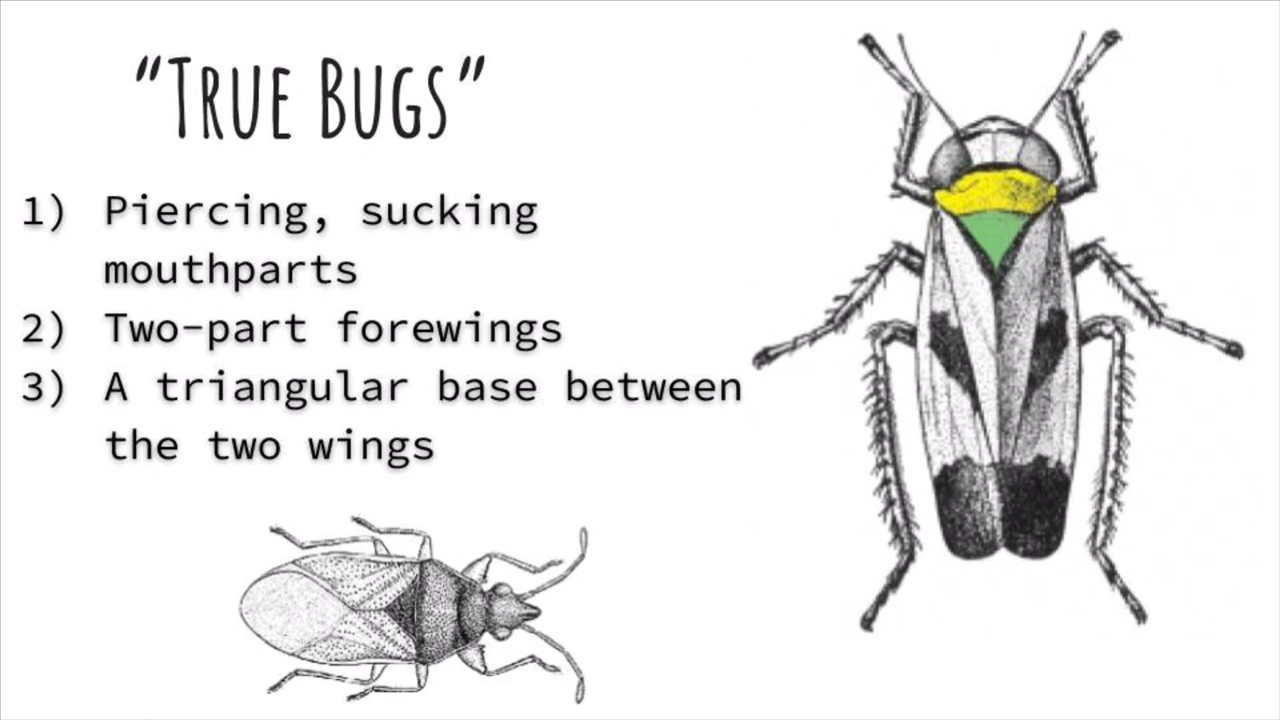 “True Bugs”
1) Piercing, sucking
mouthparts
2) Two-part forewings
3) A triangular base between
the two wings